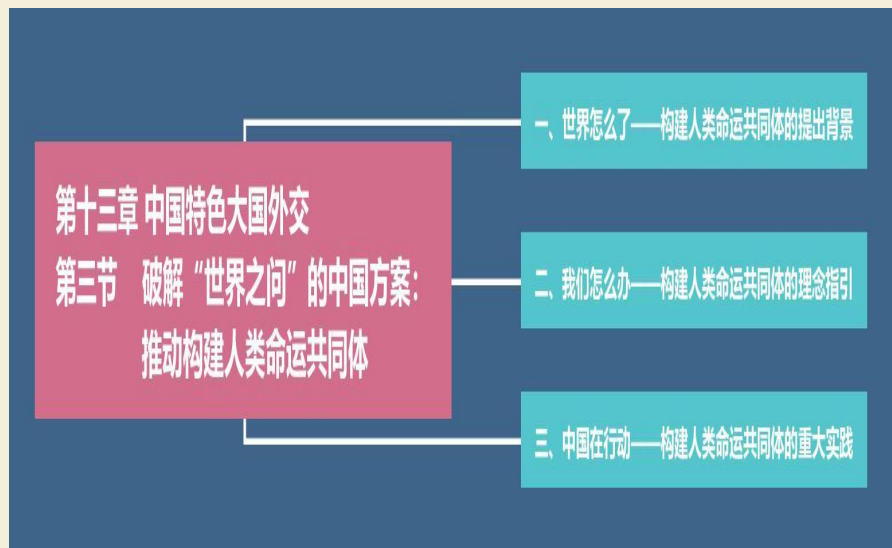 第十三章 中国特色大国外交
第三节 破解“世界之问”的中国方案：
推动构建人类命运共同体
一、世界怎么了——构建人类命运共同体的提出背景
二、我们怎么办——构建人类命运共同体的理念指引
三、中国在行动——构建人类命运共同体的重大实践